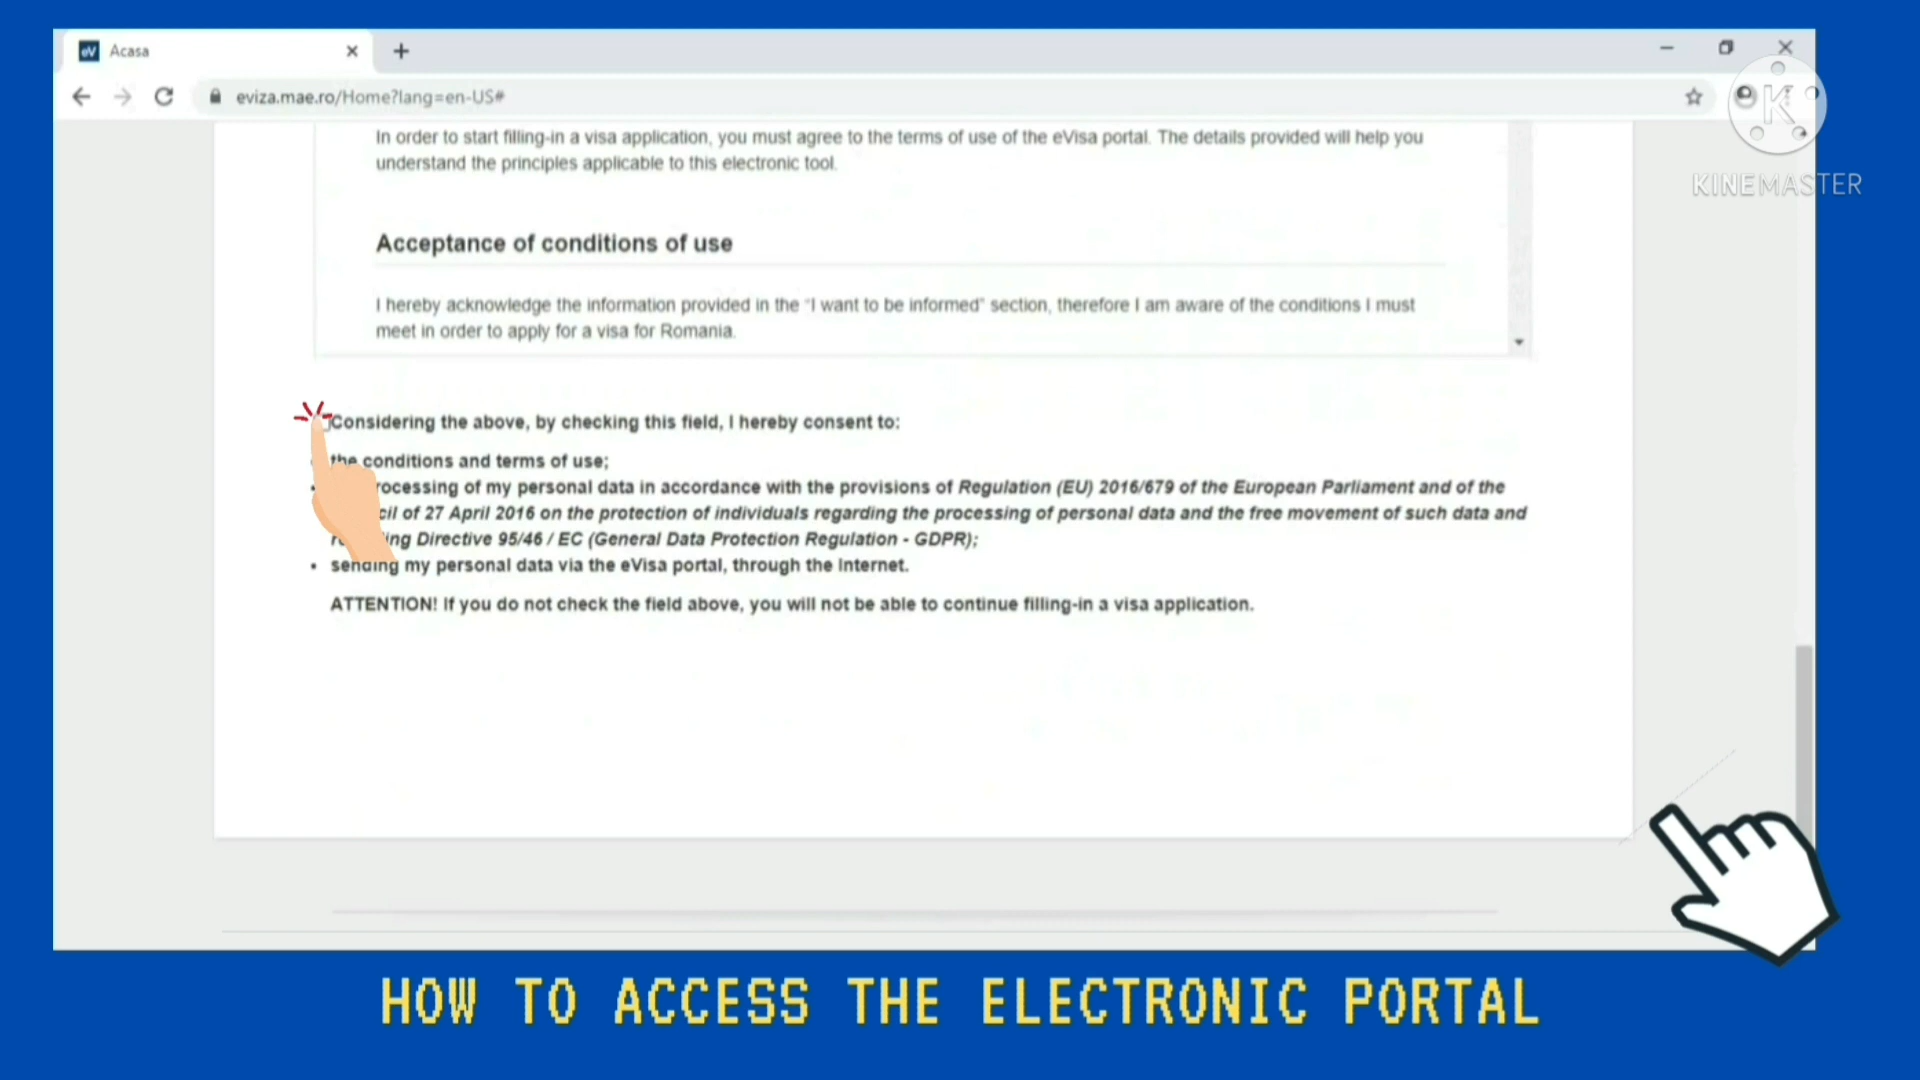 eV Acasa
eviza.mae.ro/Home?lang=en-US#
K
KINEMASTER
In order to start filling-in a visa application, you must agree to the terms of use of the eVisa portal. The details provided will help you
understand the principles applicable to this electronic tool.
Acceptance of conditions of use
I hereby acknowledge the information provided in the "I want to be informed" section, therefore I am aware of the conditions I must
meet in order to apply for a visa for Romania.
Considering the above, by checking this field, I hereby consent to:
the conditions and terms of use;
of my personal data in accordance with the provisions of Regulation (EU) 2016/679 of the European Parliament and of the
of 27 April 2016 on the protection of individuals regarding the processing of personal data and the free movement of such data and
Directive 95/46 / EC (General Data Protection Regulation - GDPR);
• sending my personal data via the eVisa portal, through the Internet.
ATTENTION! If you do not check the field above, you will not be able to continue filling-in a visa application.
HOW TO ACCESS THE ELECTRONIC PORTAL